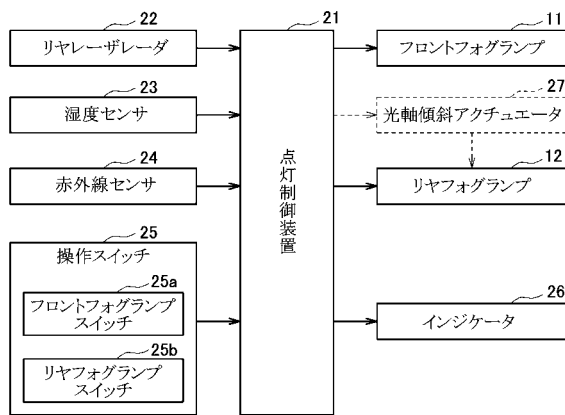 22
リヤレーザレーダ
23
湿度センサ
24
赤外線センサ
25
操作スイッチ
25a
フロントフォグランプ
スイッチ
25b
リヤフォグランプ
スイッチ
21
点灯制御装置
11
フロントフォグランプ
27
光軸傾斜アクチュエータ
12
リヤフォグランプ
26
インジケータ